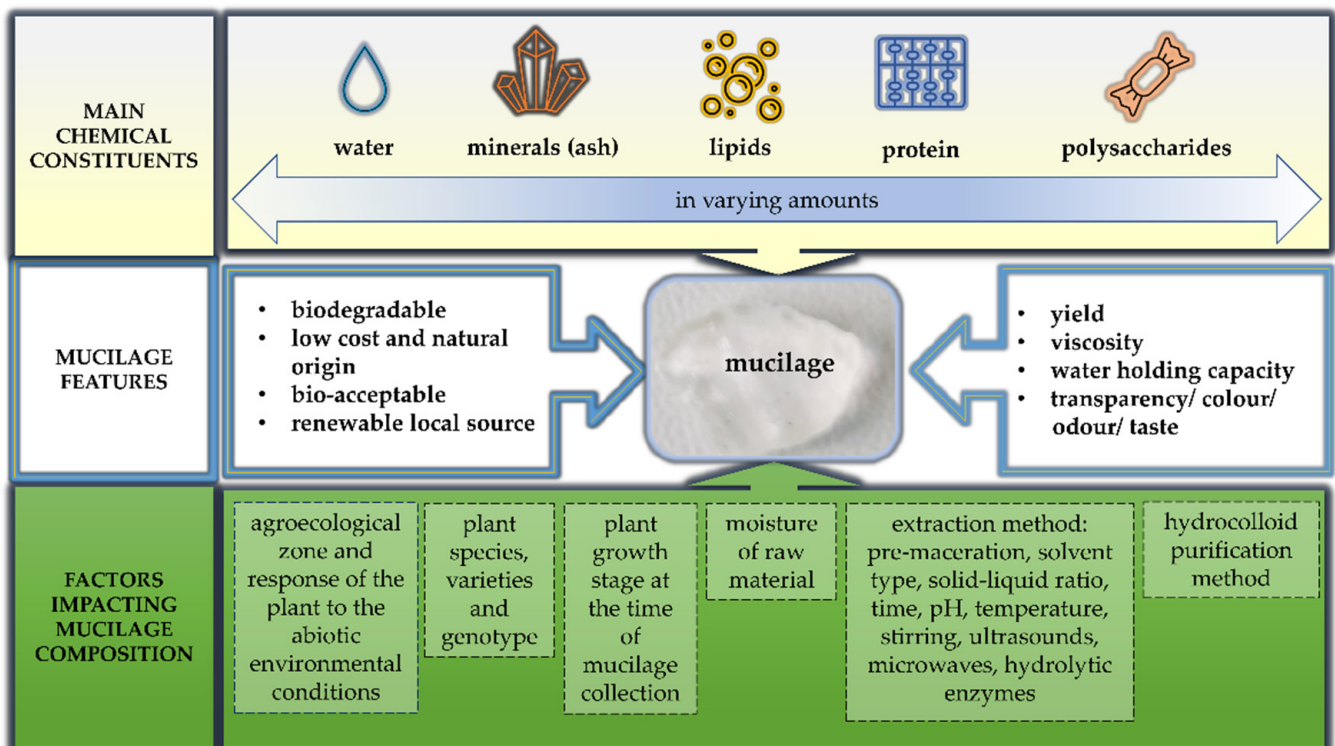 MAIN
CHEMICAL
CONSTITUENTS
water
minerals (ash)
lipids
protein
polysaccharides
in varying amounts
MUCILAGE
FEATURES
• biodegradable
• low cost and natural
origin
• bio-acceptable
• renewable local source
mucilage
• yield
• viscosity
• water holding capacity
• transparency/ colour/
odour/ taste
FACTORS
IMPACTING
MUCILAGE
COMPOSITION
agroecological
zone and
response of the
plant to the
abiotic
environmental
conditions
plant
species,
varieties
and
genotype
plant
growth
stage at
the time
of
mucilage
collection
moisture
of raw
material
extraction method:
pre-maceration, solvent
type, solid-liquid ratio,
time, pH, temperature,
stirring, ultrasounds,
microwaves, hydrolytic
enzymes
hydrocolloid
purification
method